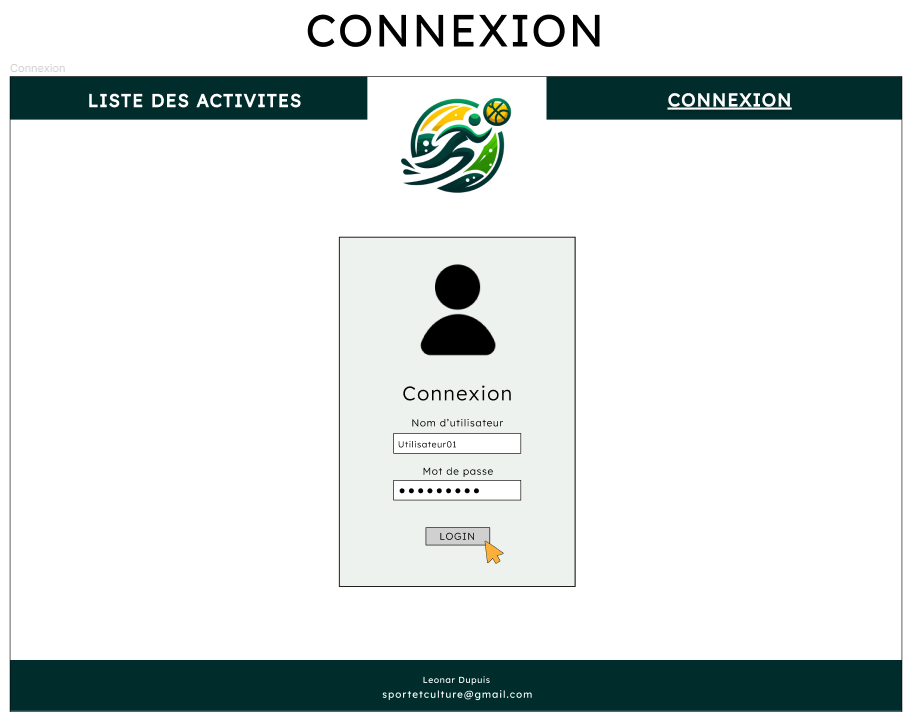 CONNEXION
Connexion
LISTE DES ACTIVITES
CONNEXION
Connexion
Nom d'utilisateur
Utilisateur01
Mot de passe
LOGIN
Leonar Dupuis
sportetculture@gmail.com